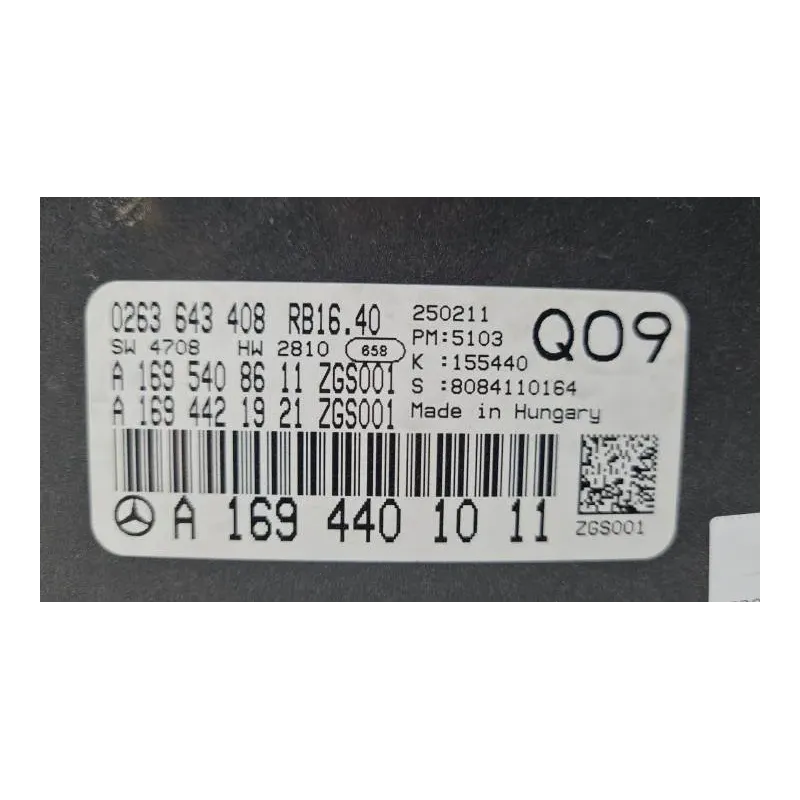 0263 643 408 RB16.40
SW 4708 HW 2810 658
A 169 540 86 11 ZGS001
A 169 442 19 21 ZGS001
250211
PM:5103
K :155440
S :8084110164
Made in Hungary
Q09
A 169 440 10 11
ZGS001